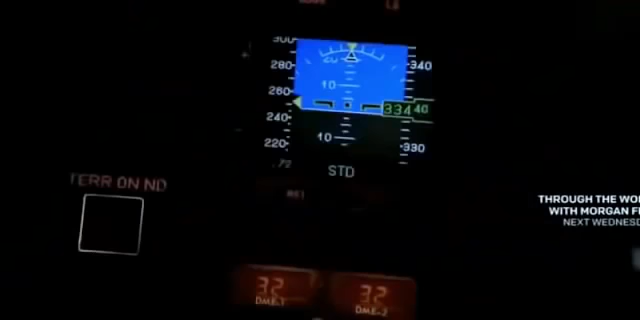 300
280
260
240
220
.72
20
10
10
340
334 40
330
STD
TERR ON ND
THROUGH THE WO
WITH MORGAN F
NEXT WEDNESD
32
DME-1
32
DME-2